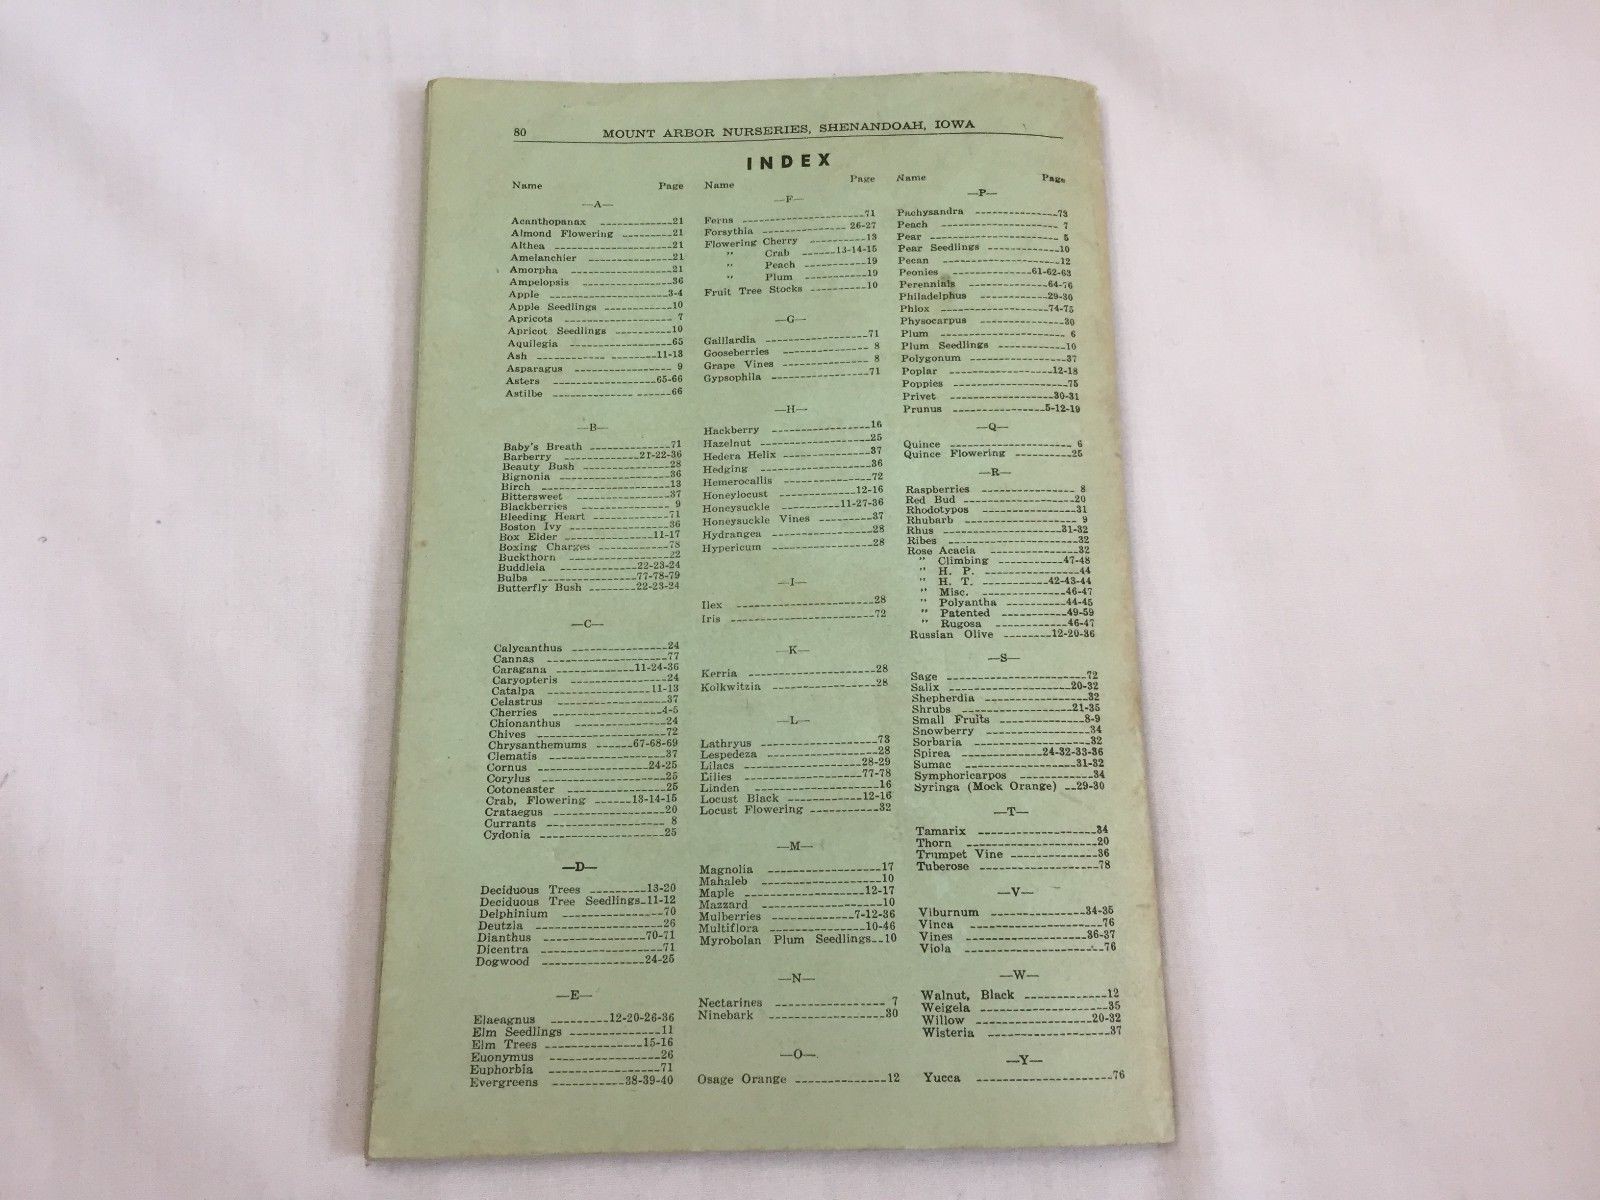 80 MOUNT ARBOR NURSERIES, SHENANDOAH, IOWA
INDEX
Name Page
—A—
Acanthopanax ------------21
Almond Flowering ---------21
Althea --------------------21
Amelanchier --------------21
Amorpha -----------------21
Ampelopsis ---------------36
Apple --------------------3-4
Apple Seedlings -----------10
Apricots ------------------ 7
Apricot Seedlings ----------10
Aquilegia -----------------65
Ash --------------------11-13
Asparagus ---------------- 9
Asters -----------------65-66
Astilbe --------------------66
—B—
Baby's Breath ------------71
Barberry ------------21-22-36
Beauty Bush --------------28
Bignonia -----------------36
Birch ---------------------13
Bittersweet ---------------37
Blackberries -------------- 9
Bleeding Heart ------------71
Boston Ivy ----------------36
Box Elder --------------11-17
Boxing Charges -----------78
Buckthorn ----------------22
Buddleia ------------22-23-24
Bulbs --------------77-78-79
Butterfly Bush -------22-23-24
—C—
Calycanthus --------------24
Cannas ------------------77
Caragana -----------11-24-36
Caryopteris ---------------24
Catalpa ----------------11-13
Celastrus -----------------37
Cherries -----------------4-5
Chionanthus --------------24
Chives --------------------72
Chrysanthemums ------67-68-69
Clematis ------------------37
Cornus -----------------24-25
Corylus -------------------25
Cotoneaster ---------------25
Crab, Flowering ------13-14-15
Crataegus -----------------20
Currants ------------------ 8
Cydonia ------------------25
—D—
Deciduous Trees ---------13-20
Deciduous Tree Seedlings--11-12
Delphinium ---------------70
Deutzia -------------------26
Dianthus ---------------70-71
Dicentra ------------------71
Dogwood ---------------24-25
—E—
Elaeagnus ---------12-20-26-36
Elm Seedlings -------------11
Elm Trees --------------15-16
Euonymus ----------------26
Euphorbia ----------------71
Evergreens -----------38-39-40
Name Page
—F—
Ferns --------------------71
Forsythia --------------26-27
Flowering Cherry ----------13
" Crab ------13-14-15
" Peach ---------19
" Plum ----------19
Fruit Tree Stocks ----------10
—G—
Gaillardia -----------------71
Gooseberries -------------- 8
Grape Vines -------------- 8
Gypsophila ---------------71
—H—
Hackberry ----------------16
Hazelnut -----------------25
Hedera Helix -------------37
Hedging ------------------36
Hemerocallis --------------72
Honeylocust ------------12-16
Honeysuckle ---------11-27-36
Honeysuckle Vines ---------37
Hydrangea ---------------28
Hypericum ---------------28
—I—
Ilex ----------------------28
Iris -----------------------72
—K—
Kerria --------------------28
Kolkwitzia ----------------28
—L—
Lathryus -----------------73
Lespedeza ----------------28
Lilacs ------------------28-29
Lilies ------------------77-78
Linden -------------------16
Locust Black ------------12-16
Locust Flowering ----------32
—M—
Magnolia -----------------17
Mahaleb -----------------10
Maple ------------------12-17
Mazzard -----------------10
Mulberries ------------7-12-36
Multiflora --------------10-46
Myrobolan Plum Seedlings--10
—N—
Nectarines ---------------- 7
Ninebark -----------------30
—O—
Osage Orange --------------12
Name Page
—P—
Pachysandra --------------73
Peach -------------------- 7
Pear ---------------------- 5
Pear Seedlings ------------10
Pecan --------------------12
Peonies ------------61-62-63
Perennials --------------64-76
Philadelphus -----------29-30
Phlox ------------------74-75
Physocarpus -------------30
Plum -------------------- 6
Plum Seedlings -----------10
Polygonum ---------------37
Poplar -----------------12-18
Poppies ------------------75
Privet ------------------30-31
Prunus ---------------5-12-19
—Q—
Quince ------------------- 6
Quince Flowering ----------25
—R—
Raspberries --------------- 8
Red Bud -----------------20
Rhodotypos --------------31
Rhubarb ----------------- 9
Rhus ------------------31-32
Ribes --------------------32
Rose Acacia --------------32
" Climbing -----------47-48
" H. P. ----------------44
" H. T. ----------42-43-44
" Misc. --------------46-47
" Polyantha ----------44-45
" Patented -----------49-59
" Rugosa ------------46-47
Russian Olive --------12-20-36
—S—
Sage ---------------------72
Salix ------------------20-32
Shepherdia ---------------32
Shrubs -----------------21-35
Small Fruits -------------8-9
Snowberry ---------------34
Sorbaria ------------------32
Spirea -----------24-32-33-36
Sumac -----------------31-32
Symphoricarpos -----------34
Syringa (Mock Orange) --29-30
—T—
Tamarix ------------------34
Thorn --------------------20
Trumpet Vine -------------36
Tuberose -----------------78
—V—
Viburnum --------------34-35
Vinca --------------------76
Vines ------------------36-37
Viola ---------------------76
—W—
Walnut, Black ------------12
Weigela ------------------35
Willow -----------------20-32
Wisteria ------------------37
—Y—
Yucca --------------------76